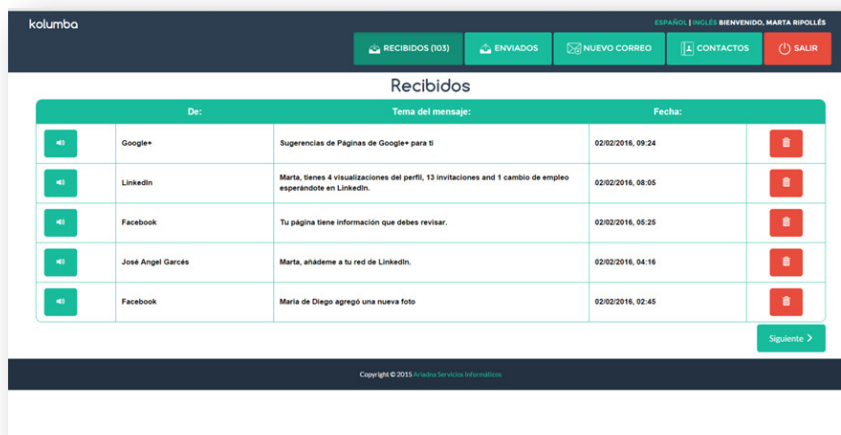 kolumba
ESPAÑOL | INGLÉS BIENVENIDO, MARTA RIPOLLÉS
RECIBIDOS (103) ENVIADOS NUEVO CORREO CONTACTOS SALIR
Recibidos
De: Tema del mensaje: Fecha:
Google+ Sugerencias de Páginas de Google+ para ti 02/02/2016, 09:24
LinkedIn Marta, tienes 4 visualizaciones del perfil, 13 invitaciones and 1 cambio de empleo
esperándote en LinkedIn. 02/02/2016, 08:05
Facebook Tu página tiene información que debes revisar. 02/02/2016, 05:25
José Angel Garcés Marta, añádeme a tu red de LinkedIn. 02/02/2016, 04:16
Facebook Maria de Diego agregó una nueva foto 02/02/2016, 02:45
Siguiente
Copyright © 2015 Ariadna Servicios Informáticos